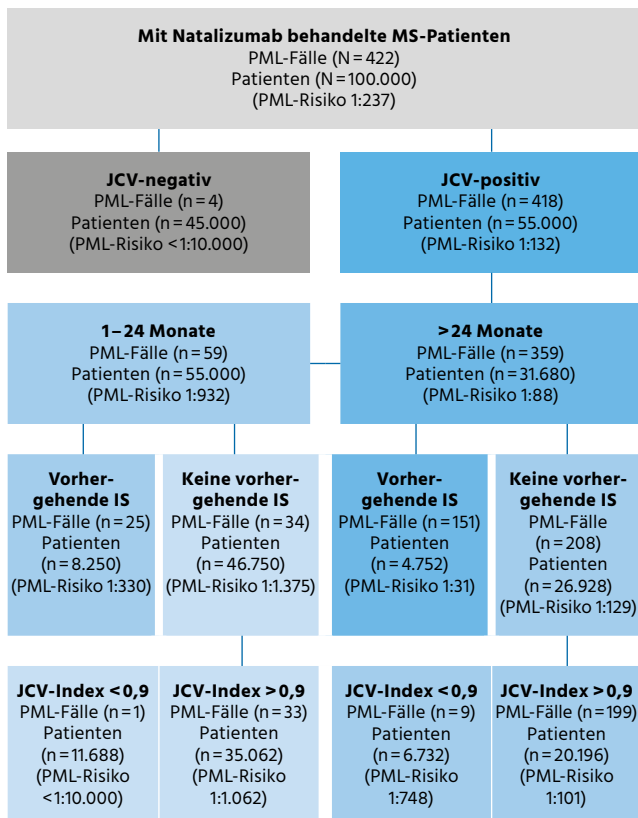 Mit Natalizumab behandelte MS-Patienten
PML-Fälle (N = 422)
Patienten (N = 100.000)
(PML-Risiko 1:237)
JCV-negativ
PML-Fälle (n = 4)
Patienten (n = 45.000)
(PML-Risiko <1:10.000)
JCV-positiv
PML-Fälle (n = 418)
Patienten (n = 55.000)
(PML-Risiko 1:132)
1–24 Monate
PML-Fälle (n = 59)
Patienten (n = 55.000)
(PML-Risiko 1:932)
>24 Monate
PML-Fälle (n = 359)
Patienten (n = 31.680)
(PML-Risiko 1:88)
Vorher-
gehende IS
PML-Fälle (n = 25)
Patienten
(n = 8.250)
(PML-Risiko 1:330)
Keine vorher-
gehende IS
PML-Fälle (n = 34)
Patienten
(n = 46.750)
(PML-Risiko 1:1.375)
Vorher-
gehende IS
PML-Fälle (n = 151)
Patienten
(n = 4.752)
(PML-Risiko 1:31)
Keine vorher-
gehende IS
PML-Fälle
(n = 208)
Patienten
(n = 26.928)
(PML-Risiko 1:129)
JCV-Index <0,9
PML-Fälle (n = 1)
Patienten
(n = 11.688)
(PML-Risiko
<1:10.000)
JCV-Index >0,9
PML-Fälle (n = 33)
Patienten
(n = 35.062)
(PML-Risiko
1:1.062)
JCV-Index <0,9
PML-Fälle (n = 9)
Patienten
(n = 6.732)
(PML-Risiko
1:748)
JCV-Index >0,9
PML-Fälle (n = 199)
Patienten
(n = 20.196)
(PML-Risiko
1:101)